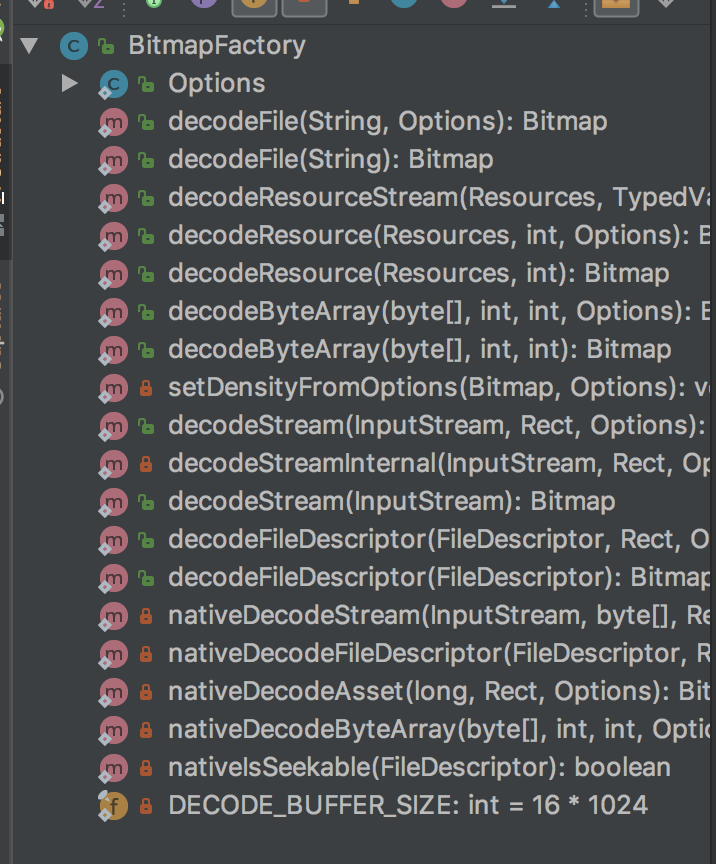 BitmapFactory
Options
decodeFile(String, Options): Bitmap
decodeFile(String): Bitmap
decodeResourceStream(Resources, TypedVa
decodeResource(Resources, int, Options): B
decodeResource(Resources, int): Bitmap
decodeByteArray(byte[], int, int, Options): B
decodeByteArray(byte[], int, int): Bitmap
setDensityFromOptions(Bitmap, Options): vo
decodeStream(InputStream, Rect, Options):
decodeStreamInternal(InputStream, Rect, Op
decodeStream(InputStream): Bitmap
decodeFileDescriptor(FileDescriptor, Rect, O
decodeFileDescriptor(FileDescriptor): Bitmap
nativeDecodeStream(InputStream, byte[], Re
nativeDecodeFileDescriptor(FileDescriptor, R
nativeDecodeAsset(long, Rect, Options): Bit
nativeDecodeByteArray(byte[], int, int, Optio
nativeIsSeekable(FileDescriptor): boolean
DECODE_BUFFER_SIZE: int = 16 * 1024